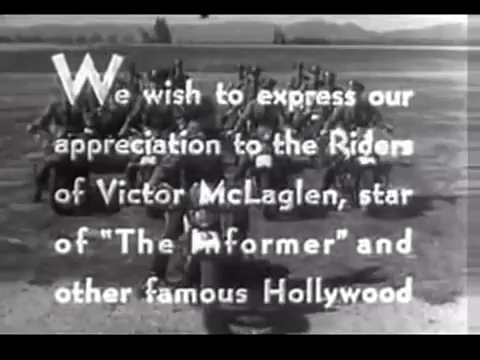 We wish to express our
appreciation to the Riders
of Victor McLaglen, star
of "The Informer" and
other famous Hollywood